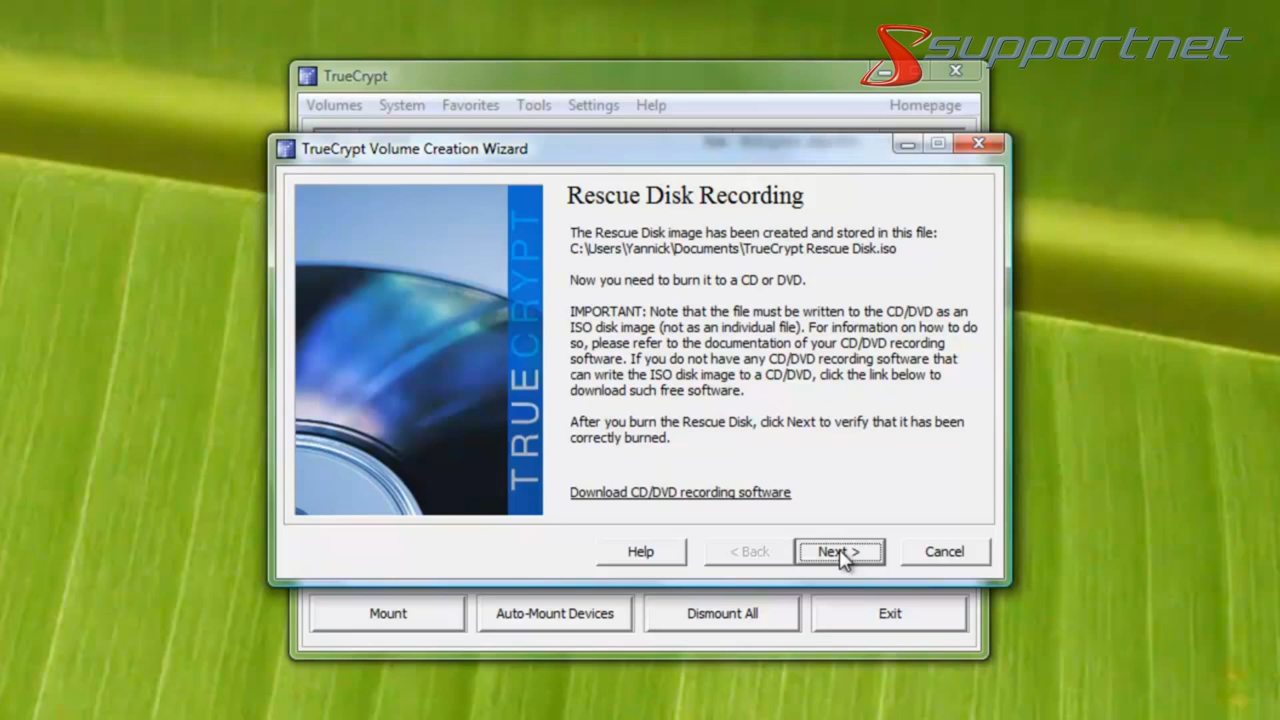 supportnet
TrueCrypt
Volumes System Favorites Tools Settings Help Homepage
TrueCrypt Volume Creation Wizard
TRUECRYPT
Rescue Disk Recording
The Rescue Disk image has been created and stored in this file:
C:\Users\Yannick\Documents\TrueCrypt Rescue Disk.iso
Now you need to burn it to a CD or DVD.
IMPORTANT: Note that the file must be written to the CD/DVD as an
ISO disk image (not as an individual file). For information on how to do
so, please refer to the documentation of your CD/DVD recording
software. If you do not have any CD/DVD recording software that
can write the ISO disk image to a CD/DVD, click the link below to
download such free software.
After you burn the Rescue Disk, click Next to verify that it has been
correctly burned.
Download CD/DVD recording software
Help < Back Next > Cancel
Mount Auto-Mount Devices Dismount All Exit